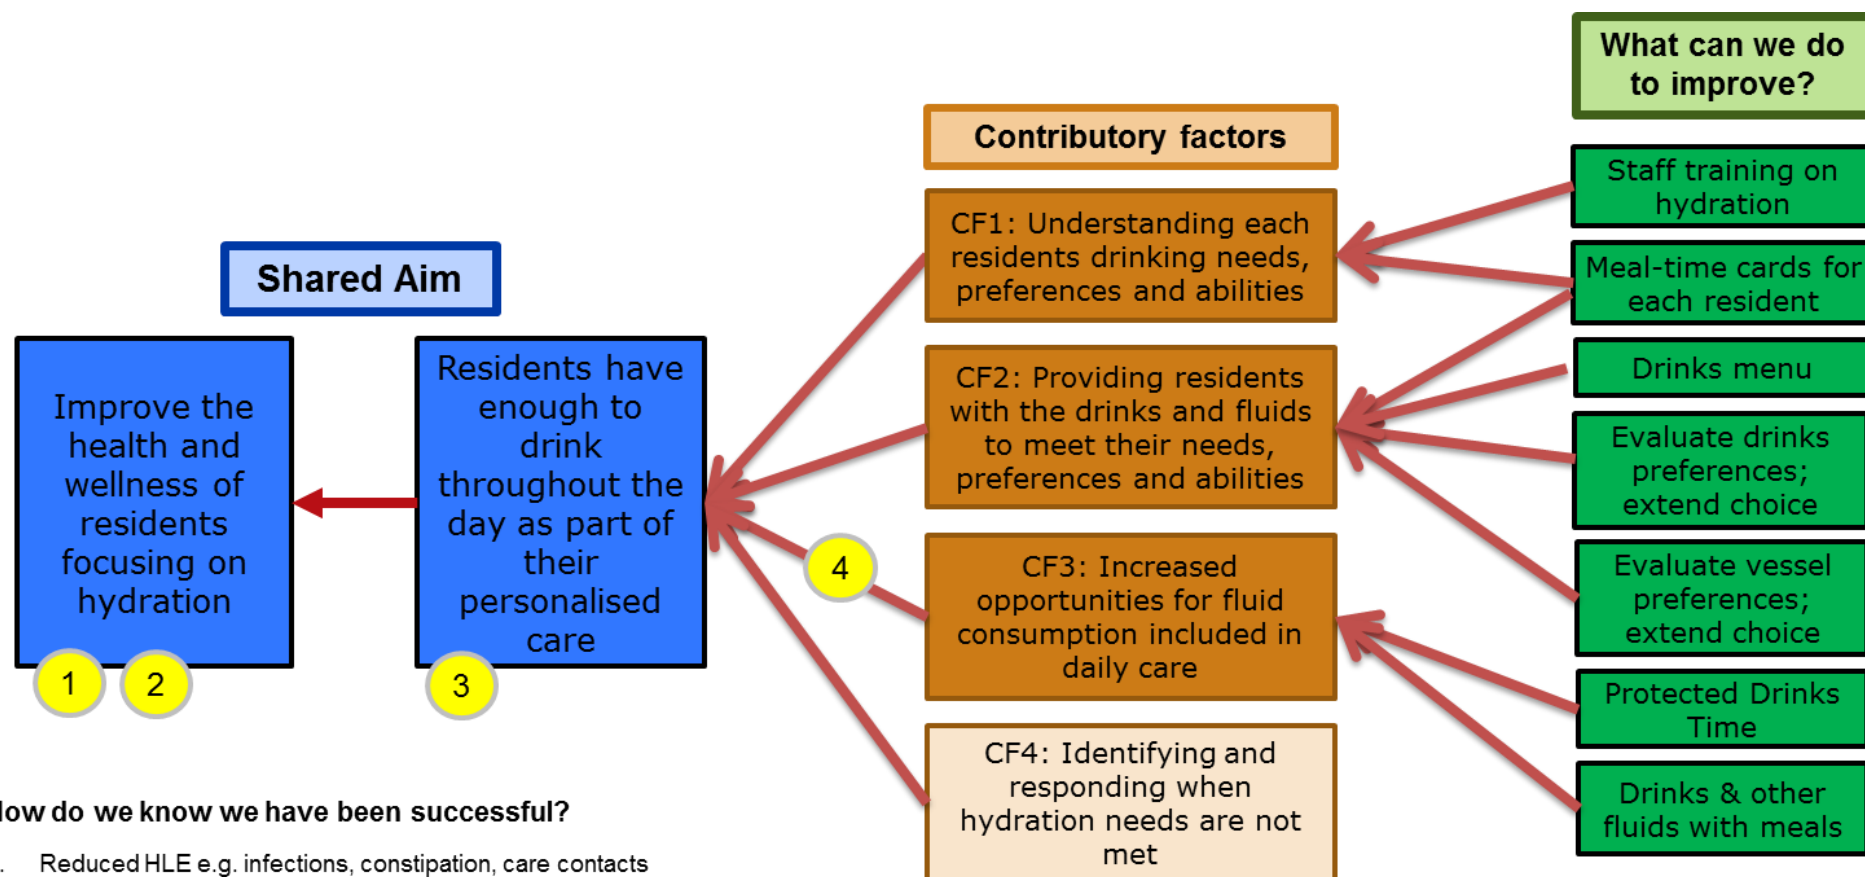 What can we do
to improve?
Contributory factors
Shared Aim
Improve the
health and
wellness of
residents
focusing on
hydration
1
2
Residents have
enough to
drink
throughout the
day as part of
their
personalised
care
3
4
CF1: Understanding each
residents drinking needs,
preferences and abilities
CF2: Providing residents
with the drinks and fluids
to meet their needs,
preferences and abilities
CF3: Increased
opportunities for fluid
consumption included in
daily care
CF4: Identifying and
responding when
hydration needs are not
met
Staff training on
hydration
Meal-time cards for
each resident
Drinks menu
Evaluate drinks
preferences;
extend choice
Evaluate vessel
preferences;
extend choice
Protected Drinks
Time
Drinks & other
fluids with meals
do we know we have been successful?
Reduced HLE e.g. infections, constipation, care contacts